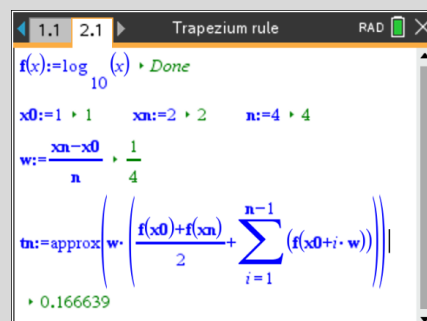 1.1 2.1 Trapezium rule RAD
f(x):=log₁₀(x) ▸ Done
x0:=1 ▸ 1 xn:=2 ▸ 2 n:=4 ▸ 4
w:=(xn−x0)/n ▸ 1/4
tn:=approx(w·((f(x0)+f(xn))/2+∑_{i=1}^{n−1}(f(x0+i·w))))
▸ 0.166639